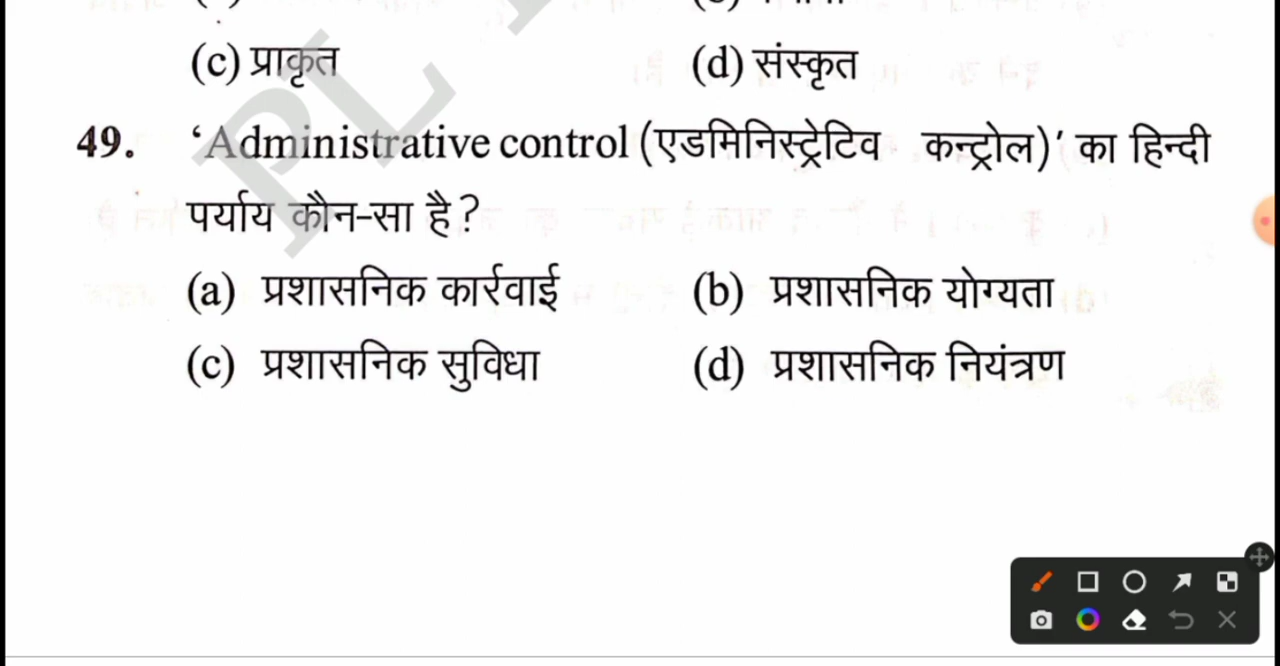 (c) प्राकृत (d) संस्कृत
49. ‘Administrative control (एडमिनिस्ट्रेटिव कन्ट्रोल)’ का हिन्दी
पर्याय कौन-सा है?
(a) प्रशासनिक कार्रवाई (b) प्रशासनिक योग्यता
(c) प्रशासनिक सुविधा (d) प्रशासनिक नियंत्रण